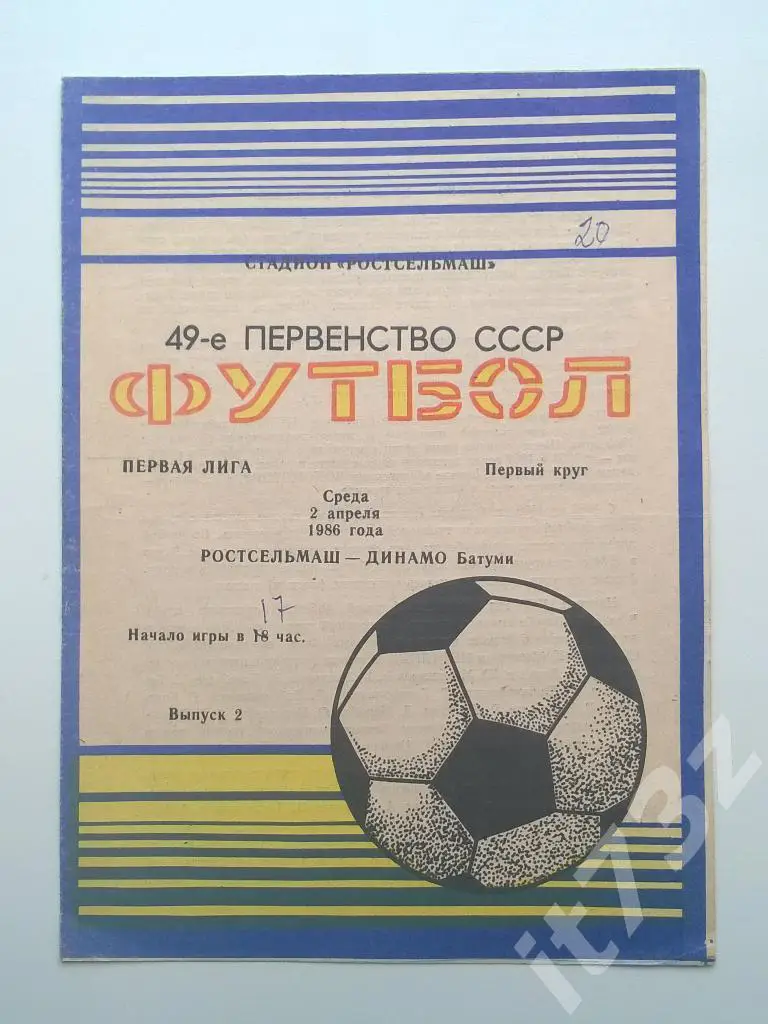 20
СТАДИОН «РОСТСЕЛЬМАШ»
49-е ПЕРВЕНСТВО СССР
ФУТБОЛ
ПЕРВАЯ ЛИГА Первый круг
Среда
2 апреля
1986 года
РОСТСЕЛЬМАШ — ДИНАМО Батуми
17
Начало игры в 18 час.
Выпуск 2
it73z